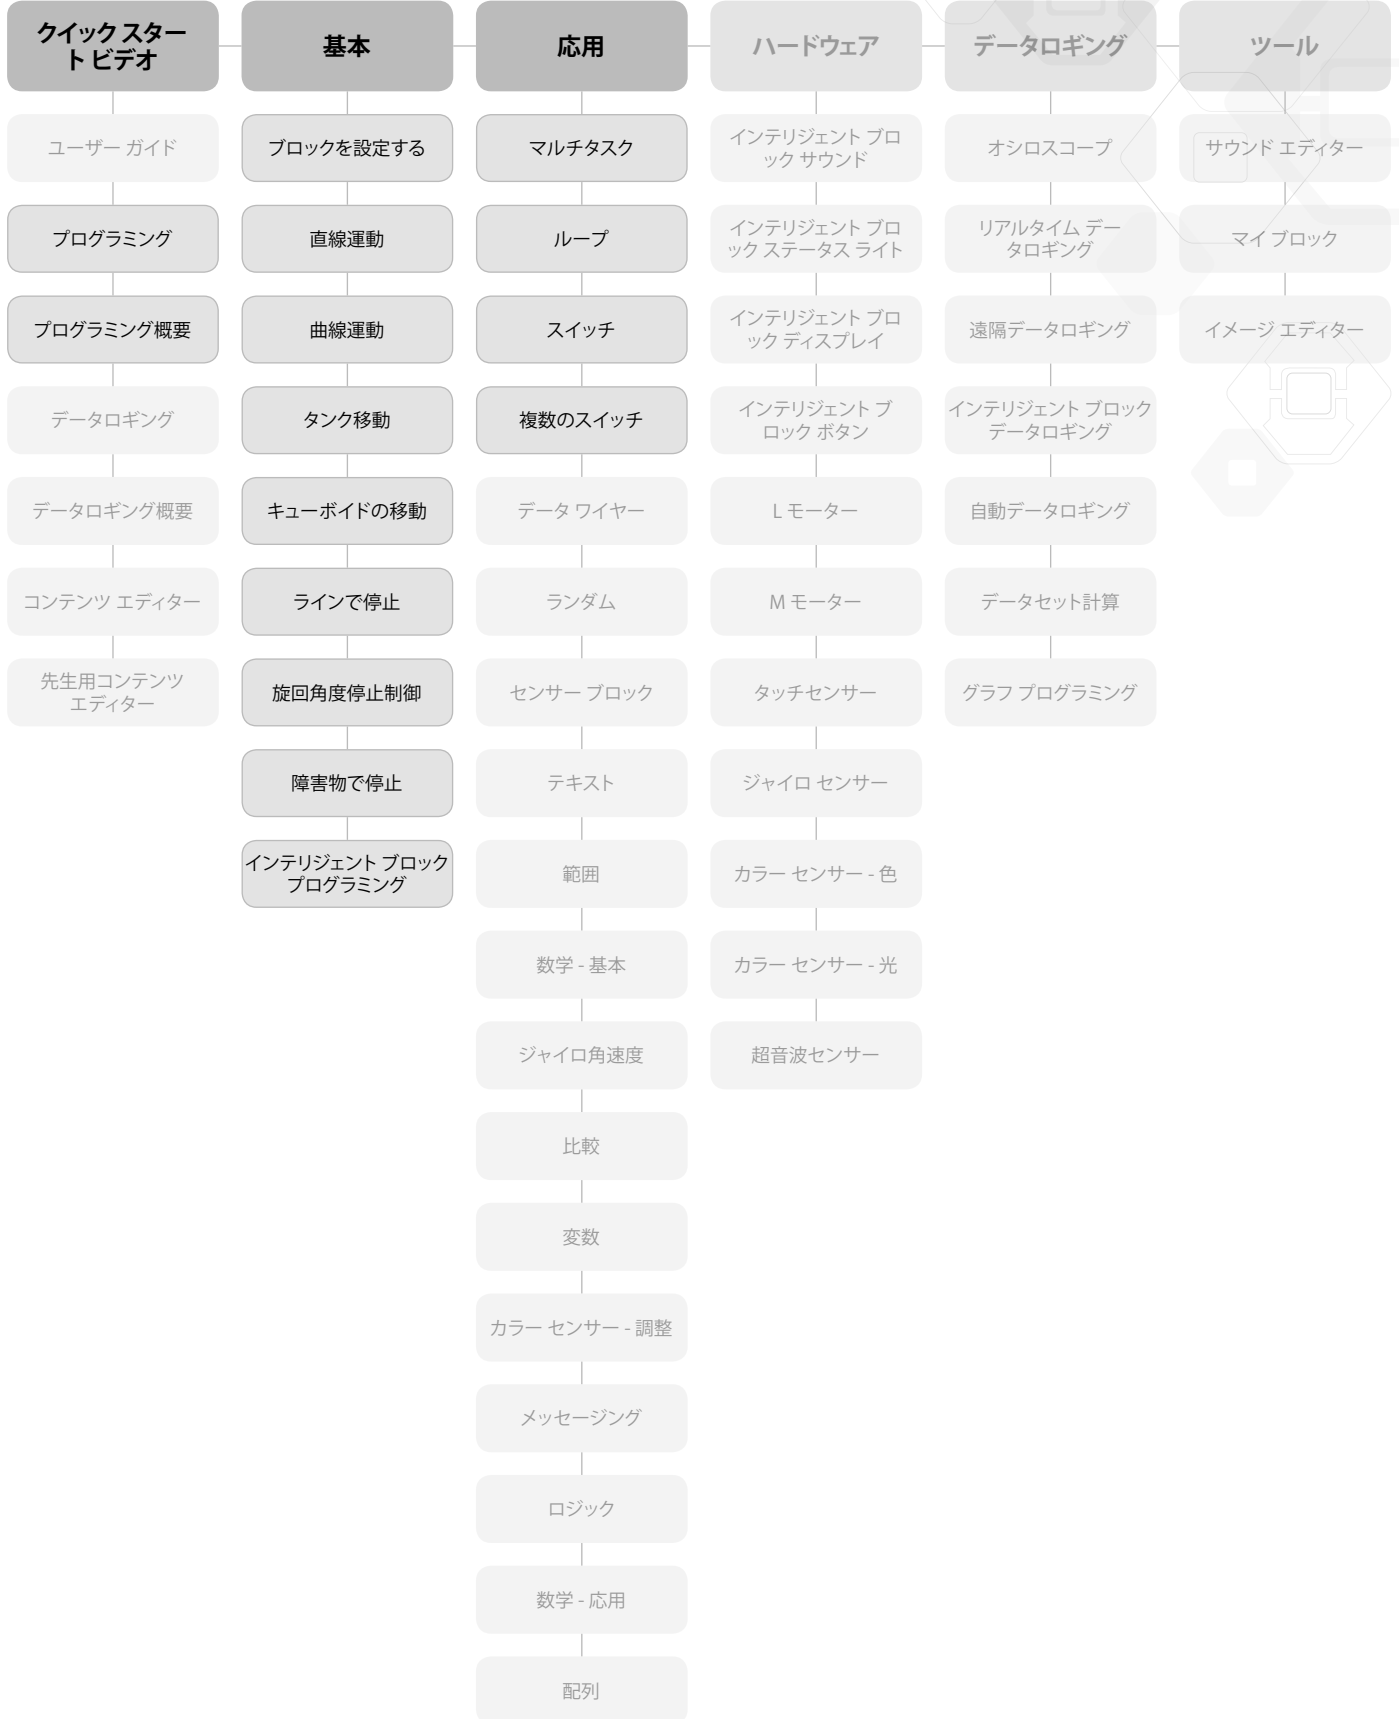 クイック スター
ト ビデオ
基本
応用
ハードウェア
データロギング
ツール
ユーザー ガイド
プログラミング
プログラミング概要
データロギング
データロギング概要
コンテンツ エディター
先生用コンテンツ
エディター
ブロックを設定する
直線運動
曲線運動
タンク移動
キューボイドの移動
ラインで停止
旋回角度停止制御
障害物で停止
インテリジェント ブロック
プログラミング
マルチタスク
ループ
スイッチ
複数のスイッチ
データ ワイヤー
ランダム
センサー ブロック
テキスト
範囲
数学 - 基本
ジャイロ角速度
比較
変数
カラー センサー - 調整
メッセージング
ロジック
数学 - 応用
配列
インテリジェント ブロ
ック サウンド
インテリジェント ブロ
ック ステータス ライト
インテリジェント ブロ
ック ディスプレイ
インテリジェント ブ
ロック ボタン
L モーター
M モーター
タッチセンサー
ジャイロ センサー
カラー センサー - 色
カラー センサー - 光
超音波センサー
オシロスコープ
リアルタイム デー
タロギング
遠隔データロギング
インテリジェント ブロック
データロギング
自動データロギング
データセット計算
グラフ プログラミング
サウンド エディター
マイ ブロック
イメージ エディター